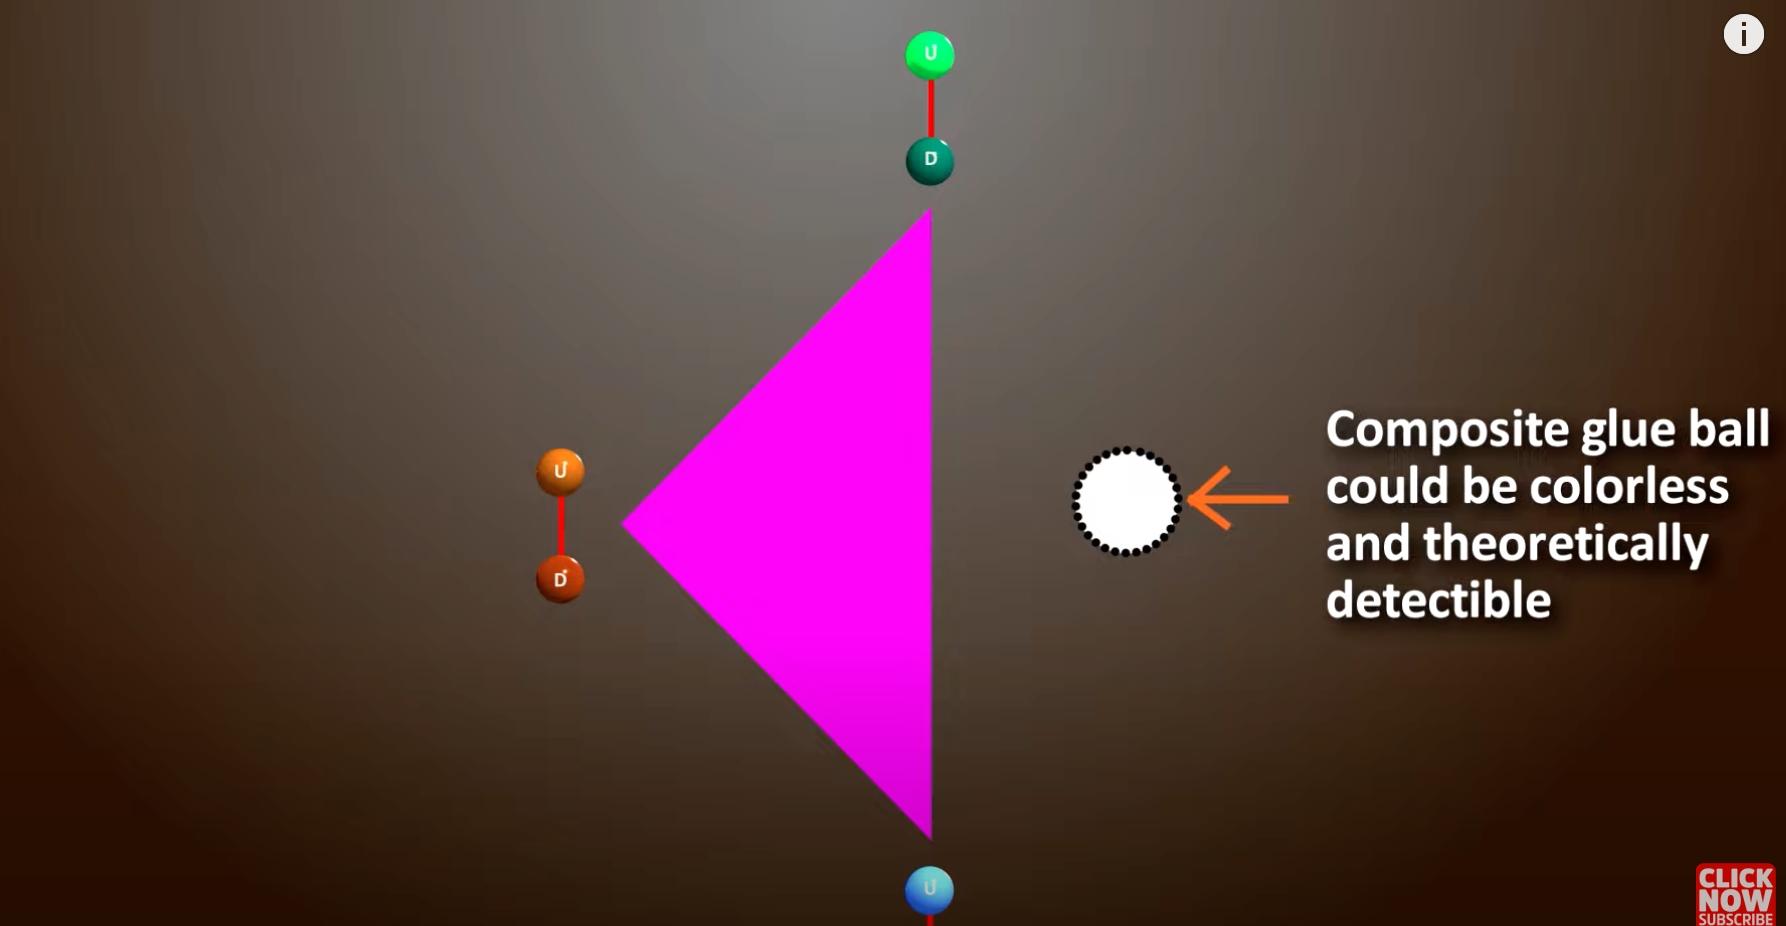 U
D
U
D
Composite glue ball
could be colorless
and theoretically
detectible
U
i
CLICK
NOW
SUBSCRIBE